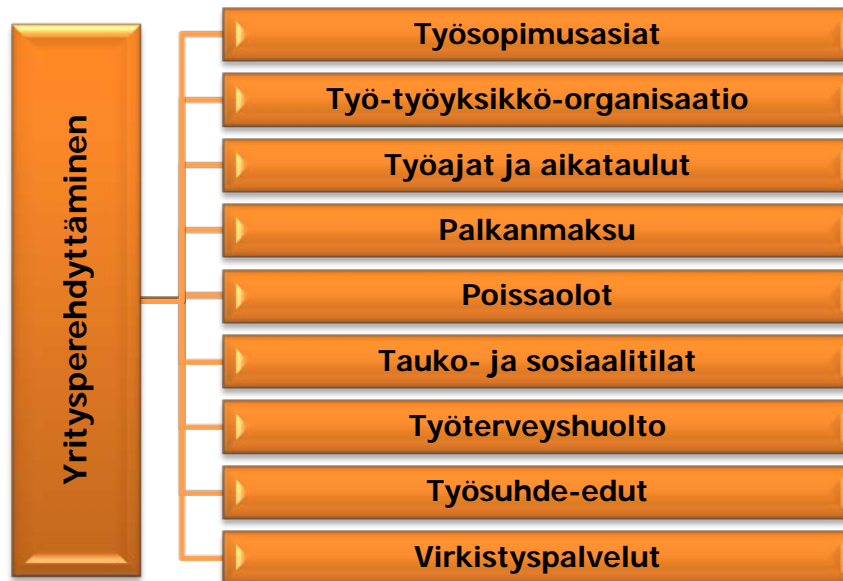 Yritysperehdyttäminen
Työsopimusasiat
Työ-työyksikkö-organisaatio
Työajat ja aikataulut
Palkanmaksu
Poissaolot
Tauko- ja sosiaalitilat
Työterveyshuolto
Työsuhde-edut
Virkistyspalvelut